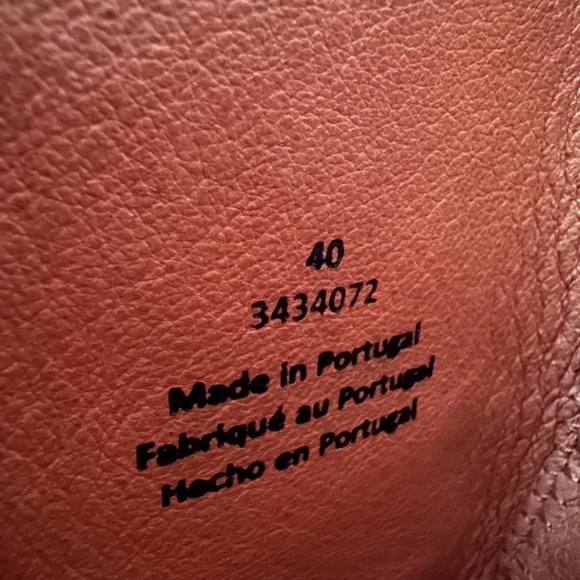 40
3434072
Made in Portugal
Fabriqué au Portugal
Hecho en Portugal